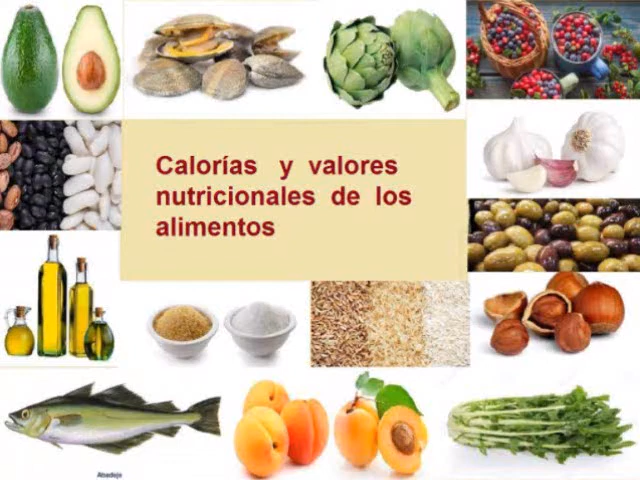 Calorías y valores
nutricionales de los
alimentos
Abadejo